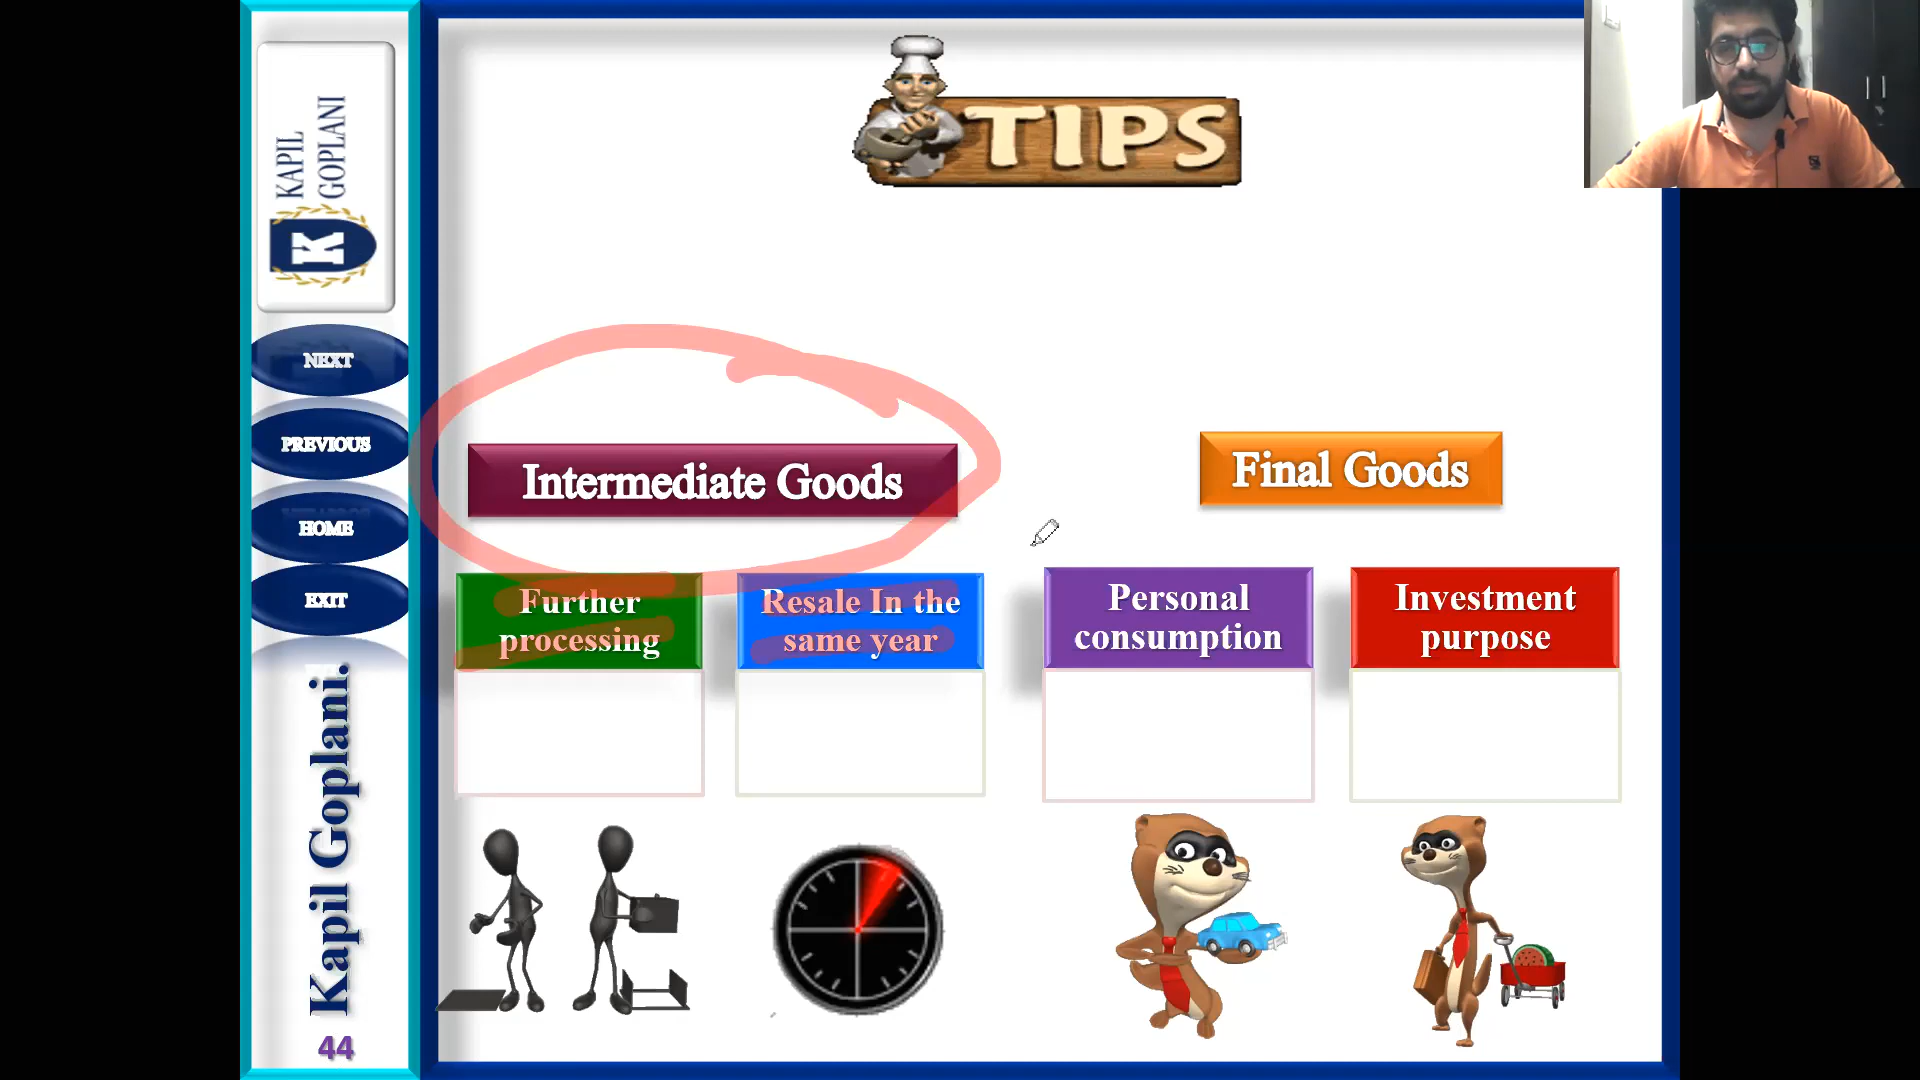 KAPIL
GOPLANI
K
NEXT
PREVIOUS
HOME
EXIT
Kapil Goplani.
44
TIPS
Intermediate Goods
Final Goods
Further
processing
Resale In the
same year
Personal
consumption
Investment
purpose